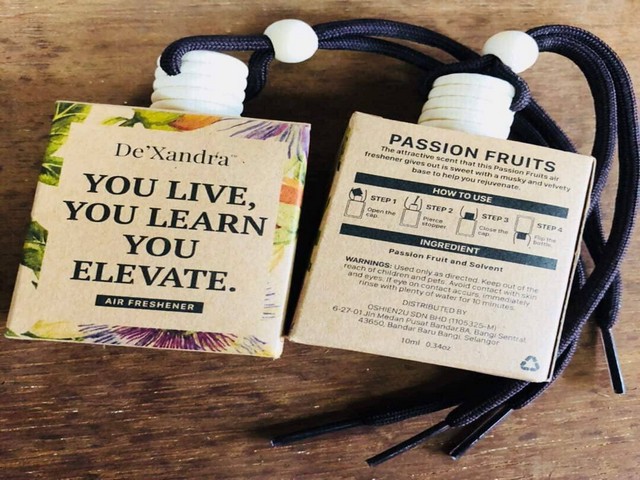 De'Xandra™
YOU LIVE,
YOU LEARN
YOU
ELEVATE.
AIR FRESHENER
PASSION FRUITS
The attractive scent that this Passion Fruits air
freshener gives out is sweet with a musky and velvety
base to help you rejuvenate.
HOW TO USE
STEP 1
Open the
cap.
STEP 2
Pierce
stopper.
STEP 3
Close the
cap.
STEP 4
Flip the
bottle.
INGREDIENT
Passion Fruit and Solvent
WARNINGS: Used only as directed. Keep out of the
reach of children and pets. Avoid contact with skin
and eyes. If eye on contact occurs, immediately
rinse with plenty of water for 10 minutes.
DISTRIBUTED BY
OSHIEN2U SDN BHD (1105325-M)
6-27-01 Jln Medan Pusat Bandar 8A, Bangi Sentral,
43650, Bandar Baru Bangi, Selangor
10ml 0.34oz